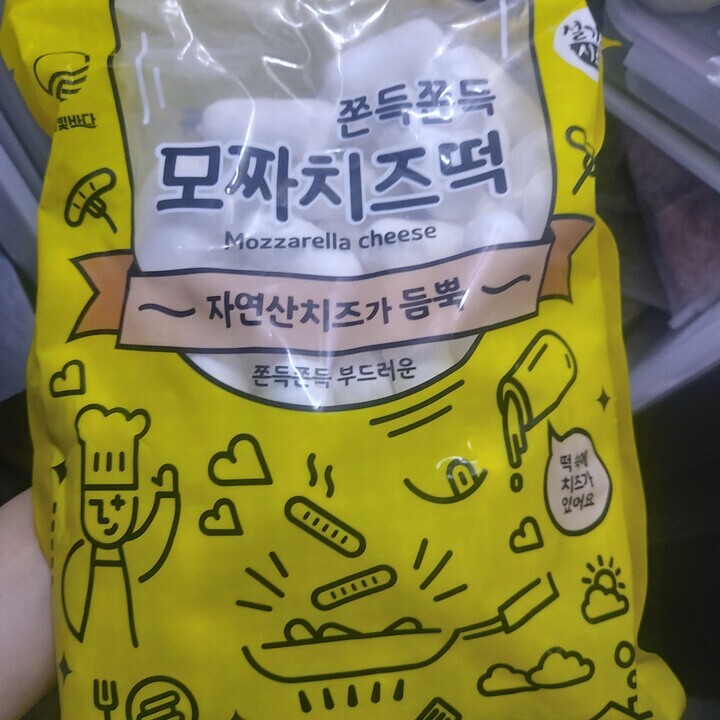 쫀득쫀득
모짜치즈떡
Mozzarella cheese
자연산치즈가 듬뿍
쫀득쫀득 부드러운
떡 속에
치즈가
있어요